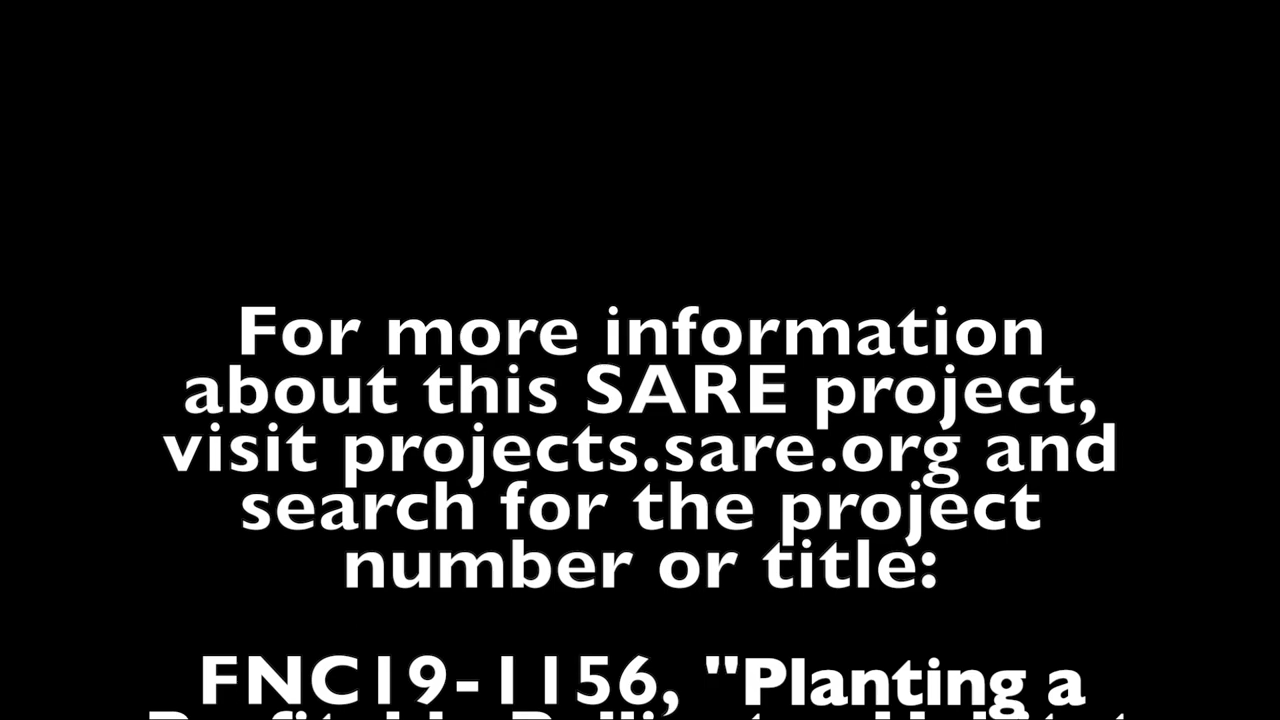 For more information
about this SARE project,
visit projects.sare.org and
search for the project
number or title:
FNC19-1156, "Planting a